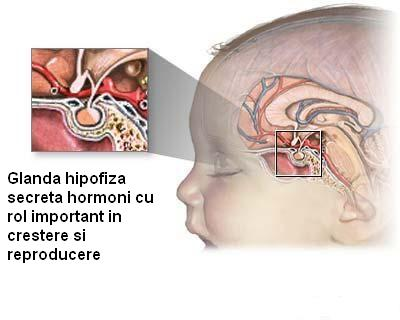 Glanda hipofiza
secreta hormoni cu
rol important in
crestere si
reproducere